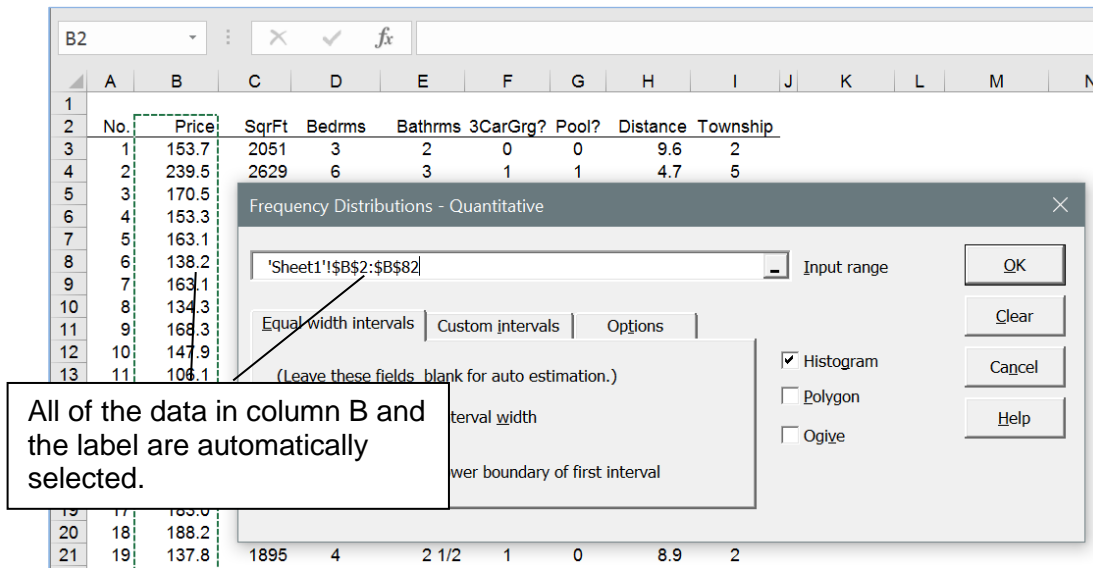 B2 fx
A B C D E F G H I J K L M N
1
2 No. Price SqrFt Bedrms Bathrms 3CarGrg? Pool? Distance Township
3 1 153.7 2051 3 2 0 0 9.6 2
4 2 239.5 2629 6 3 1 1 4.7 5
5 3 170.5
6 4 153.3
7 5 163.1
8 6 138.2
9 7 163.1
10 8 134.3
11 9 168.3
12 10 147.9
13 11 106.1
Frequency Distributions - Quantitative
'Sheet1'!$B$2:$B$82
Input range
OK
Equal width intervals Custom intervals Options
Clear
(Leave these fields blank for auto estimation.)
Histogram
Cancel
terval width
Polygon
Help
Ogive
wer boundary of first interval
All of the data in column B and
the label are automatically
selected.
19 17 183.0
20 18 188.2
21 19 137.8 1895 4 2 1/2 1 0 8.9 2